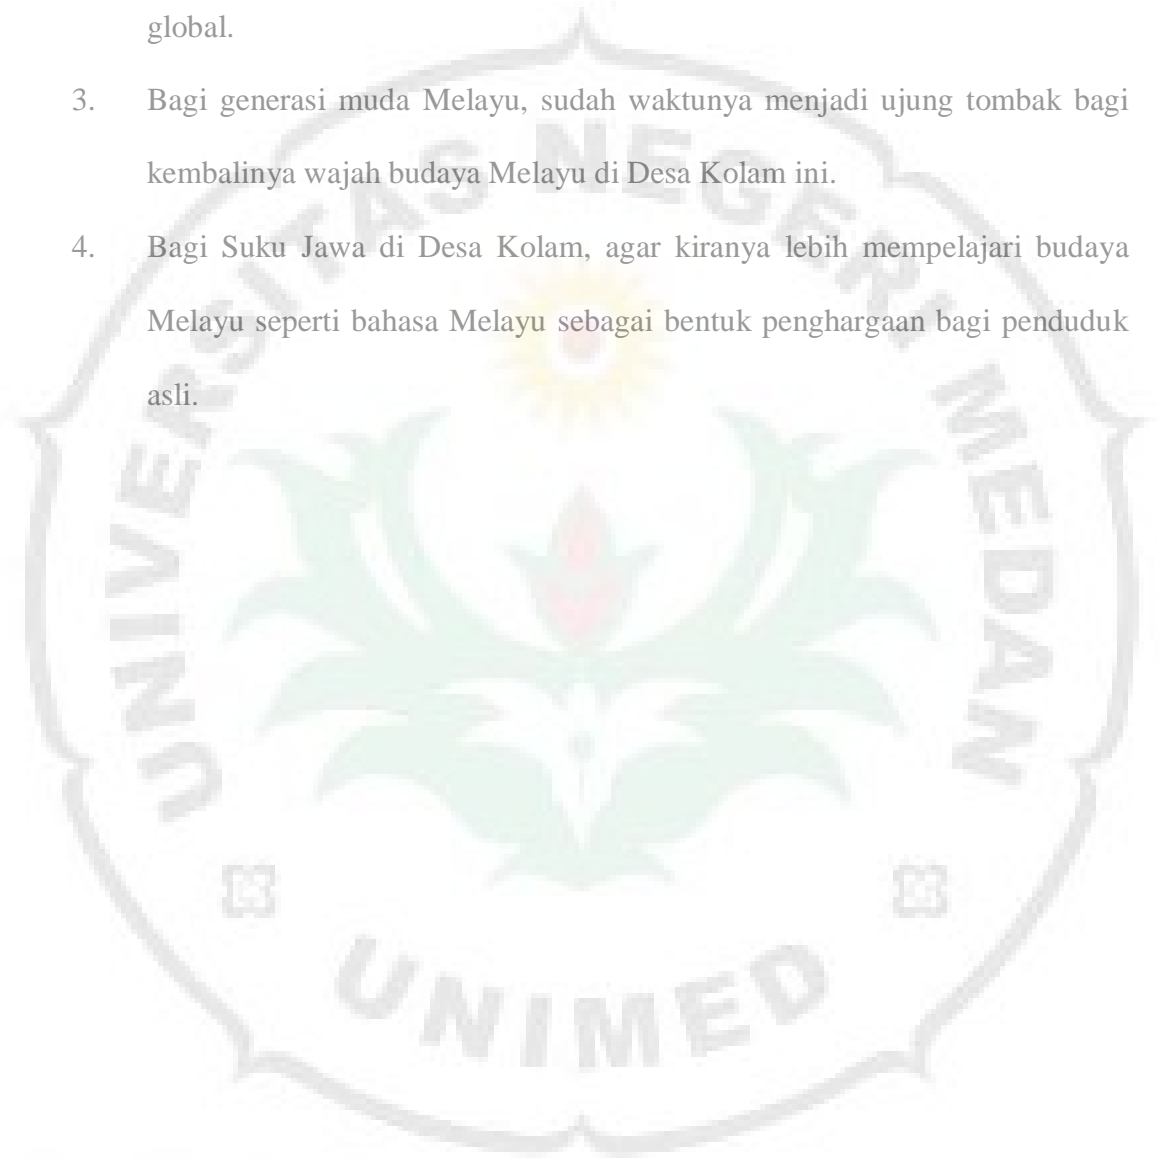 global.
3. Bagi generasi muda Melayu, sudah waktunya menjadi ujung tombak bagi
kembalinya wajah budaya Melayu di Desa Kolam ini.
4. Bagi Suku Jawa di Desa Kolam, agar kiranya lebih mempelajari budaya
Melayu seperti bahasa Melayu sebagai bentuk penghargaan bagi penduduk
asli.
UNIVERSITAS NEGERI MEDAN
UNIMED